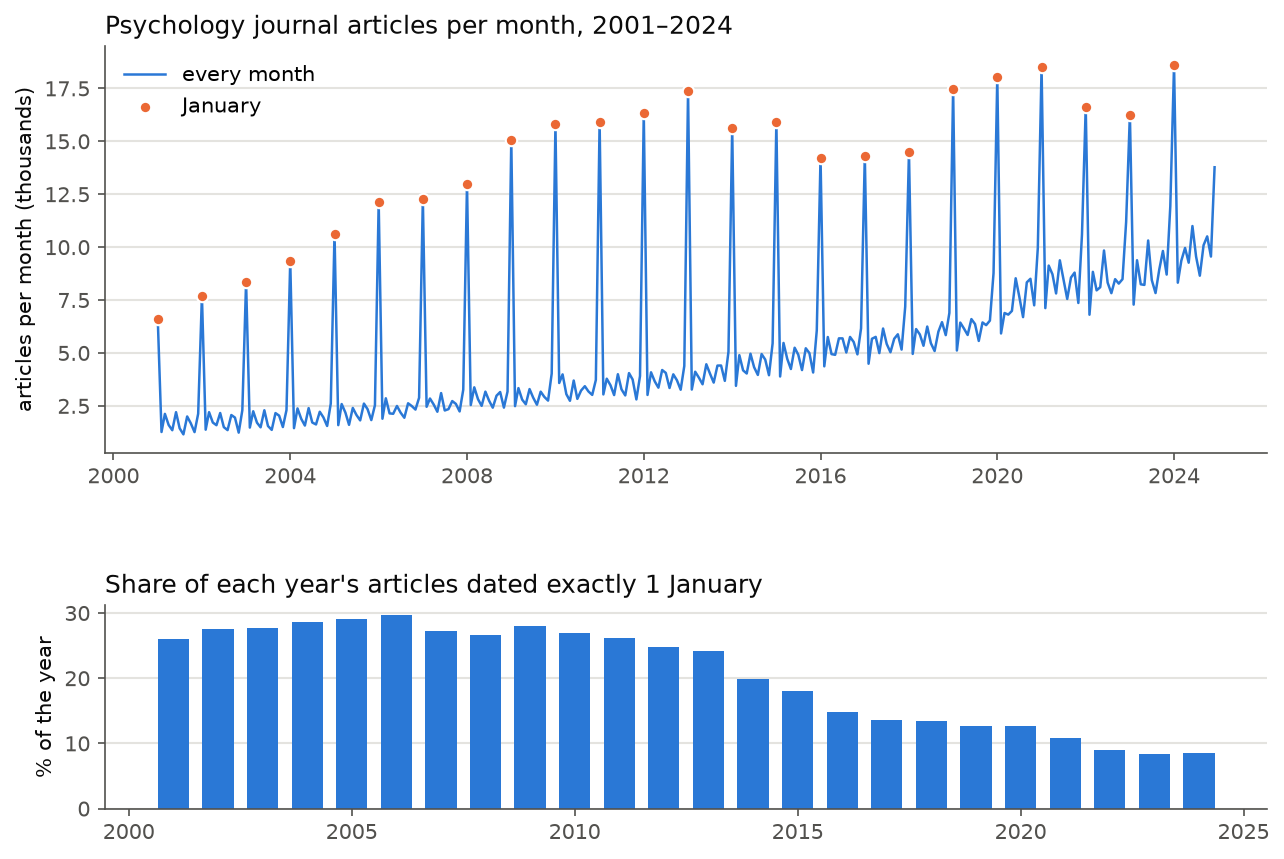 Psychology journal articles per month, 2001–2024
articles per month (thousands)
every month
January
17.5
15.0
12.5
10.0
7.5
5.0
2.5
2000 2004 2008 2012 2016 2020 2024
Share of each year's articles dated exactly 1 January
% of the year
30
20
10
0
2000 2005 2010 2015 2020 2025